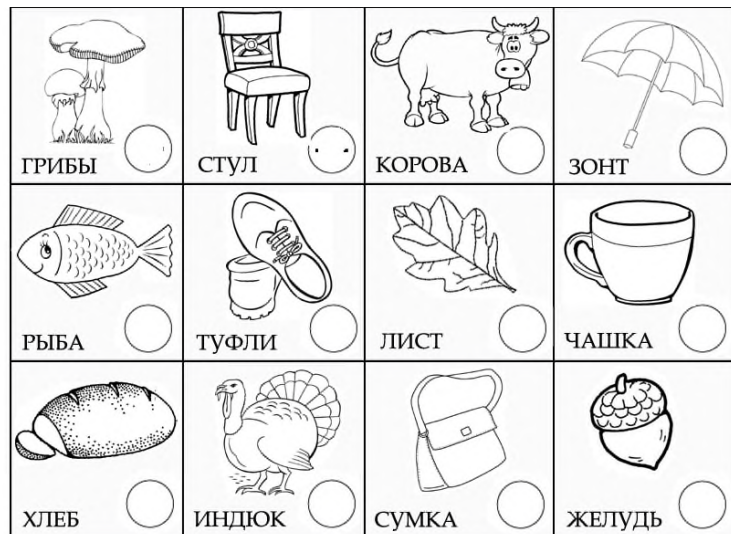 ГРИБЫ
СТУЛ
КОРОВА
ЗОНТ
РЫБА
ТУФЛИ
ЛИСТ
ЧАШКА
ХЛЕБ
ИНДЮК
СУМКА
ЖЕЛУДЬ